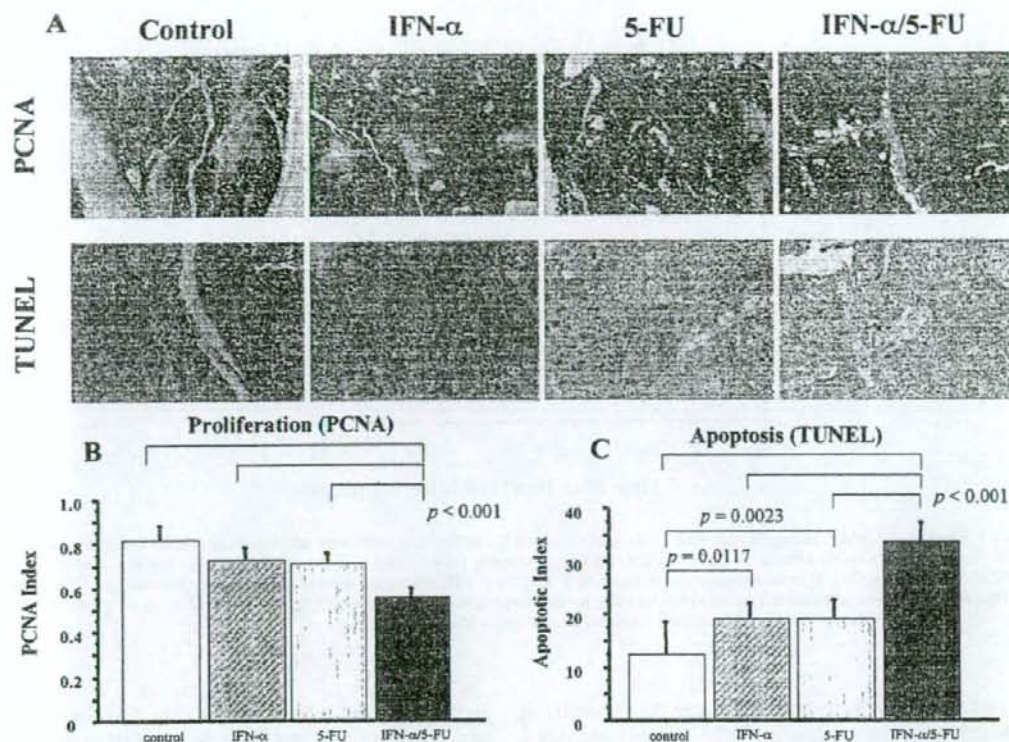 A
Control IFN-α 5-FU IFN-α/5-FU
PCNA
TUNEL
B Proliferation (PCNA)
p < 0.001
PCNA Index
1.0
0.8
0.6
0.4
0.2
0
control IFN-α 5-FU IFN-α/5-FU
C Apoptosis (TUNEL)
p < 0.001
p = 0.0023
p = 0.0117
Apoptotic Index
40
30
20
10
0
control IFN-α 5-FU IFN-α/5-FU